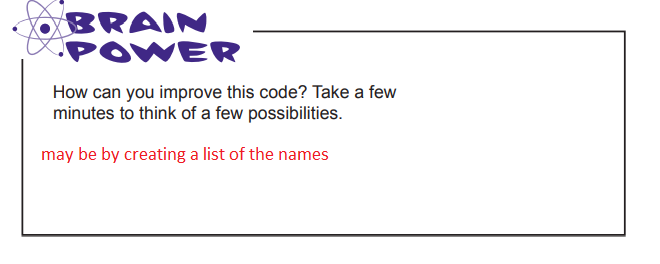 BRAIN
POWER
How can you improve this code? Take a few
minutes to think of a few possibilities.
may be by creating a list of the names